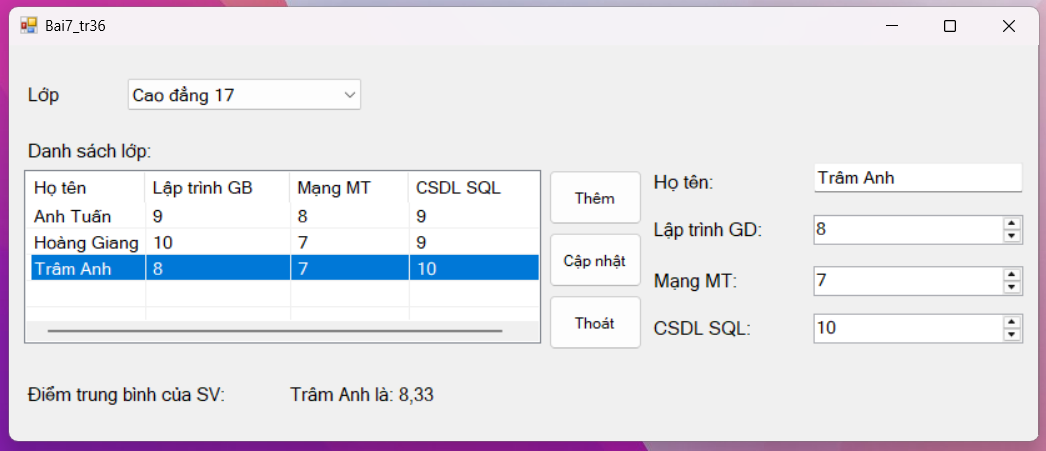 Bai7_tr36
Lớp Cao đẳng 17
Danh sách lớp:
Họ tên Lập trình GB Mạng MT CSDL SQL
Anh Tuấn 9 8 9
Hoàng Giang 10 7 9
Trâm Anh 8 7 10
Thêm
Cập nhật
Thoát
Họ tên: Trâm Anh
Lập trình GD: 8
Mạng MT: 7
CSDL SQL: 10
Điểm trung bình của SV: Trâm Anh là: 8,33